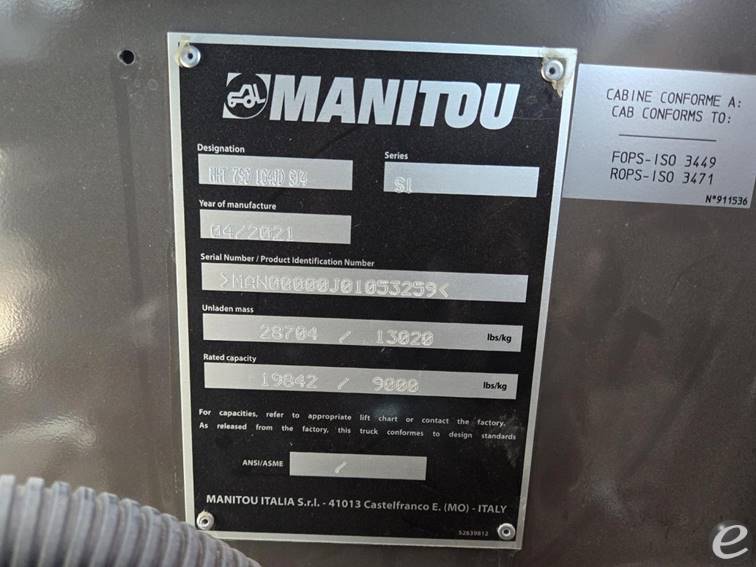 MANITOU
Designation
Series
S1
Year of manufacture
04/2021
Serial Number / Product Identification Number
>MAN00000J01053259<
Unladen mass
28704 / 13020 lbs/kg
Rated capacity
19842 / 9000 lbs/kg
For capacities, refer to appropriate lift chart or contact the factory.
As released from the factory, this truck conformes to design standards
ANSI/ASME /
MANITOU ITALIA S.r.l. - 41013 Castelfranco E. (MO) - ITALY
52639812
CABINE CONFORME A:
CAB CONFORMS TO:
FOPS-ISO 3449
ROPS-ISO 3471
N°911536
e